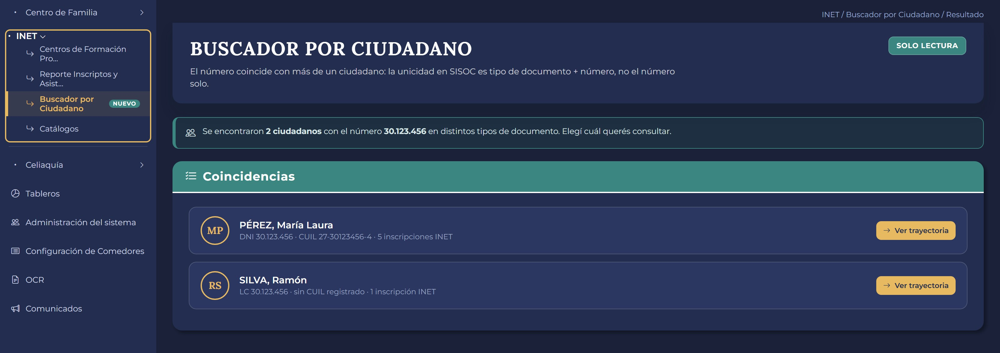 Centro de Familia
INET
Centros de Formación
Pro...
Reporte Inscriptos y
Asist...
Buscador por
Ciudadano
NUEVO
Catálogos
Celiaquía
Tableros
Administración del sistema
Configuración de Comedores
OCR
Comunicados
INET / Buscador por Ciudadano / Resultado
BUSCADOR POR CIUDADANO
SOLO LECTURA
El número coincide con más de un ciudadano: la unicidad en SISOC es tipo de documento + número, no el número
solo.
Se encontraron 2 ciudadanos con el número 30.123.456 en distintos tipos de documento. Elegí cuál querés consultar.
Coincidencias
MP
PÉREZ, María Laura
DNI 30.123.456 · CUIL 27-30123456-4 · 5 inscripciones INET
Ver trayectoria
RS
SILVA, Ramón
LC 30.123.456 · sin CUIL registrado · 1 inscripción INET
Ver trayectoria